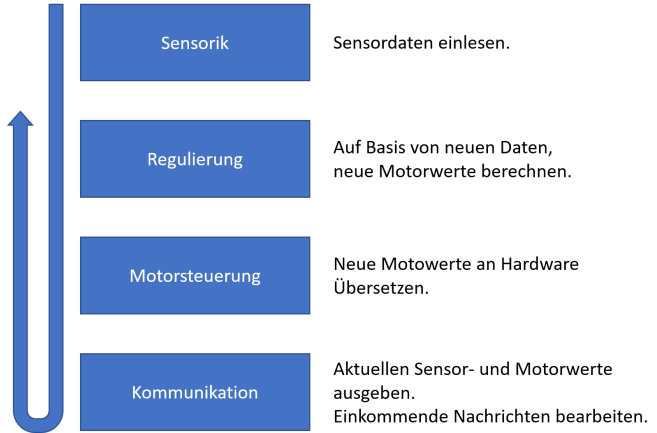 Sensorik
Sensordaten einlesen.
Regulierung
Auf Basis von neuen Daten,
neue Motorwerte berechnen.
Motorsteuerung
Neue Motowerte an Hardware
Übersetzen.
Kommunikation
Aktuellen Sensor- und Motorwerte
ausgeben.
Einkommende Nachrichten bearbeiten.